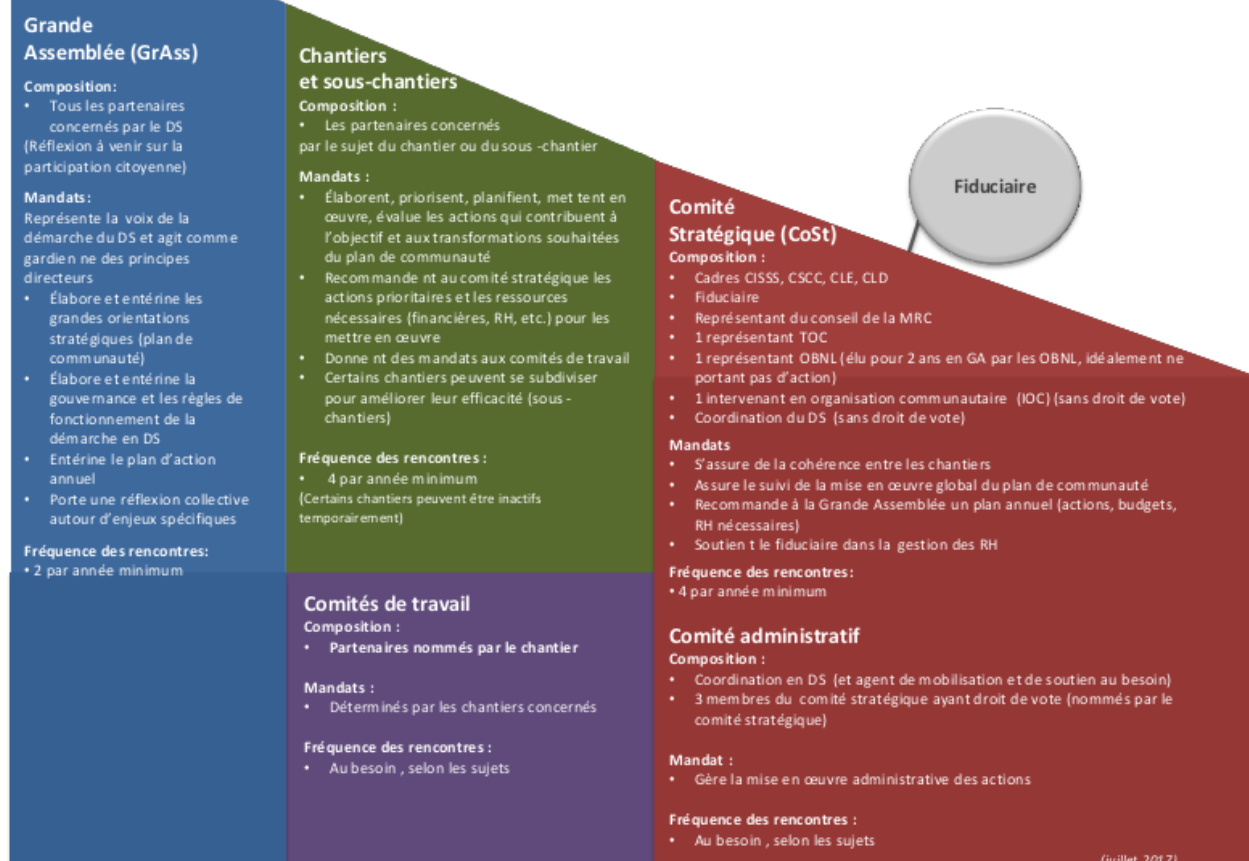 Grande
Assemblée (GrAss)
Composition:
• Tous les partenaires
concernés par le DS
(Réflexion à venir sur la
participation citoyenne)
Mandats:
Représente la voix de la
démarche du DS et agit comme
gardien ne des principes
directeurs
• Élabore et entérine les
grandes orientations
stratégiques (plan de
communauté)
• Élabore et entérine la
gouvernance et les règles de
fonctionnement de la
démarche en DS
• Entérine le plan d'action
annuel
• Porte une réflexion collective
autour d'enjeux spécifiques
Fréquence des rencontres:
• 2 par année minimum
Chantiers
et sous-chantiers
Composition :
• Les partenaires concernés
par le sujet du chantier ou du sous -chantier
Mandats :
• Élaborent, priorisent, planifient, met tent en
œuvre, évalue les actions qui contribuent à
l'objectif et aux transformations souhaitées
du plan de communauté
• Recommande nt au comité stratégique les
actions prioritaires et les ressources
nécessaires (financières, RH, etc.) pour les
mettre en œuvre
• Donne nt des mandats aux comités de travail
• Certains chantiers peuvent se subdiviser
pour améliorer leur efficacité (sous -
chantiers)
Fréquence des rencontres :
• 4 par année minimum
(Certains chantiers peuvent être inactifs
temporairement)
Comités de travail
Composition :
• Partenaires nommés par le chantier
Mandats :
• Déterminés par les chantiers concernés
Fréquence des rencontres :
• Au besoin , selon les sujets
Fiduciaire
Comité
Stratégique (CoSt)
Composition :
• Cadres CISSS, CSCC, CLE, CLD
• Fiduciaire
• Représentant du conseil de la MRC
• 1 représentant TOC
• 1 représentant OBNL (élu pour 2 ans en GA par les OBNL, idéalement ne
portant pas d'action)
• 1 intervenant en organisation communautaire (IOC) (sans droit de vote)
• Coordination du DS (sans droit de vote)
Mandats
• S'assure de la cohérence entre les chantiers
• Assure le suivi de la mise en œuvre global du plan de communauté
• Recommande à la Grande Assemblée un plan annuel (actions, budgets,
RH nécessaires)
• Soutien t le fiduciaire dans la gestion des RH
Fréquence des rencontres:
• 4 par année minimum
Comité administratif
Composition :
• Coordination en DS (et agent de mobilisation et de soutien au besoin)
• 3 membres du comité stratégique ayant droit de vote (nommés par le
comité stratégique)
Mandat :
• Gère la mise en œuvre administrative des actions
Fréquence des rencontres :
• Au besoin , selon les sujets
(juillet 2017)